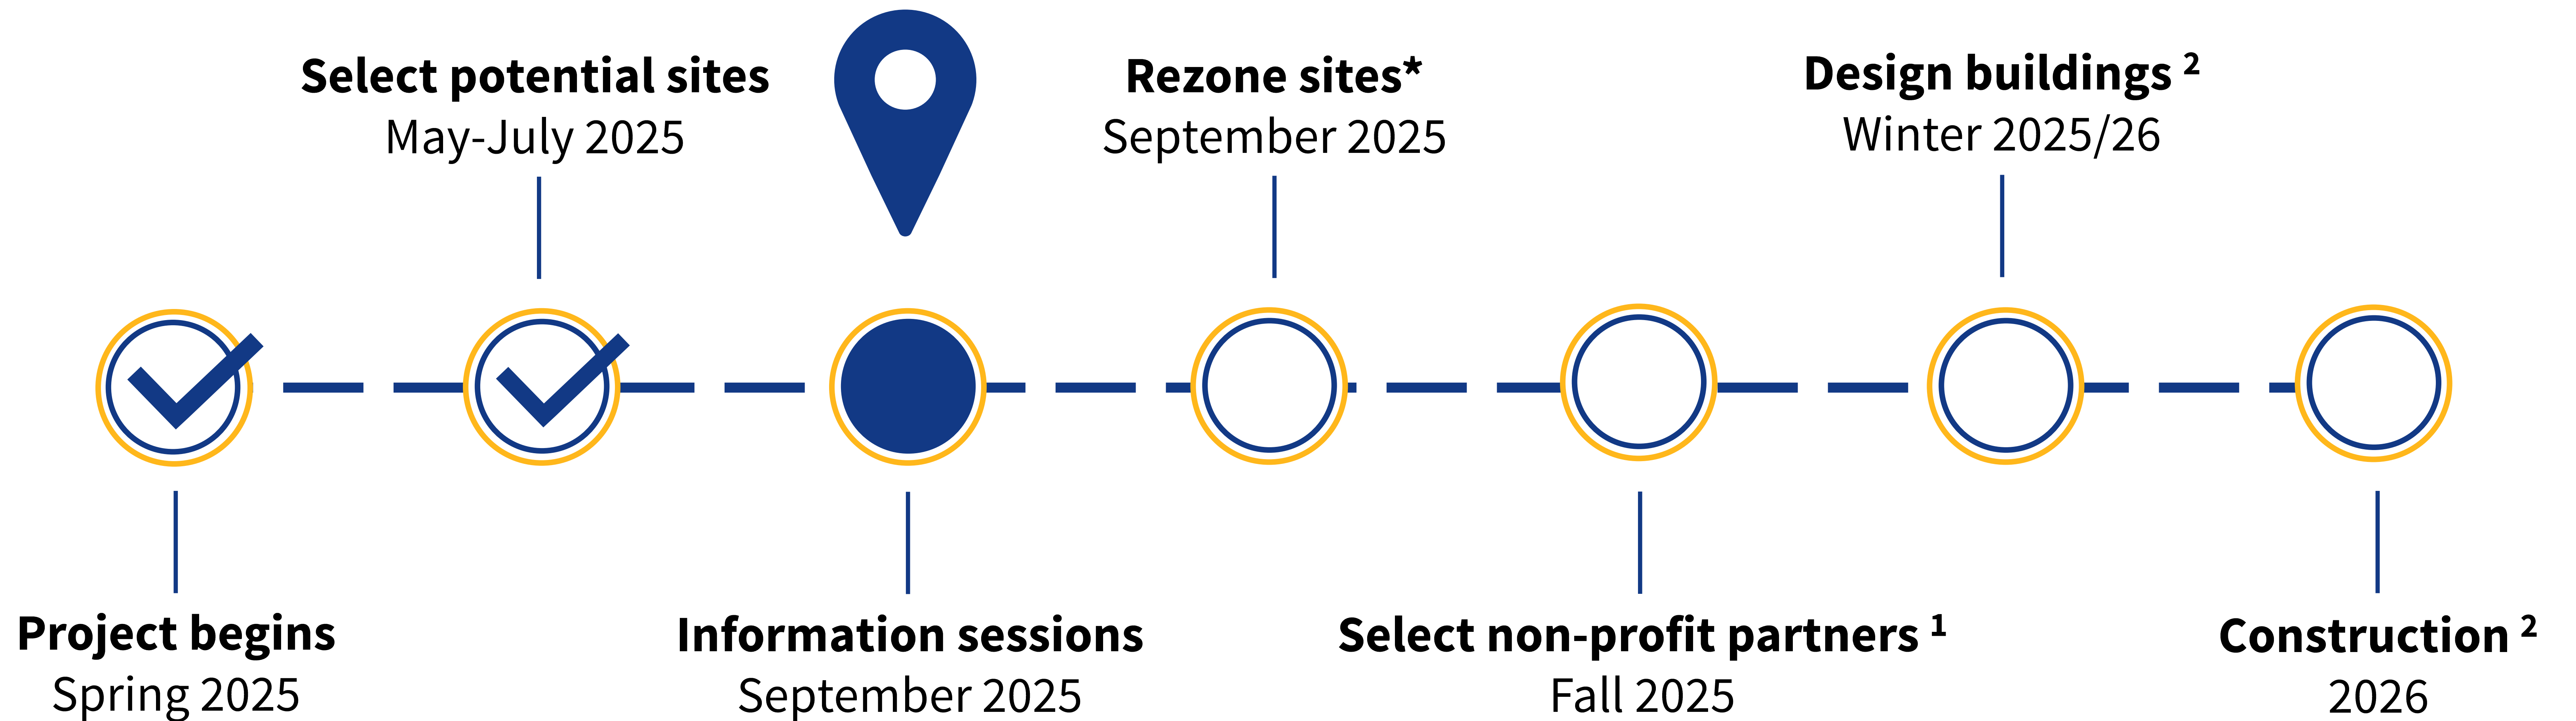 Project begins
Spring 2025
Select potential sites
May-July 2025
Information sessions
September 2025
Rezone sites*
September 2025
Select non-profit partners ¹
Fall 2025
Design buildings ²
Winter 2025/26
Construction ²
2026